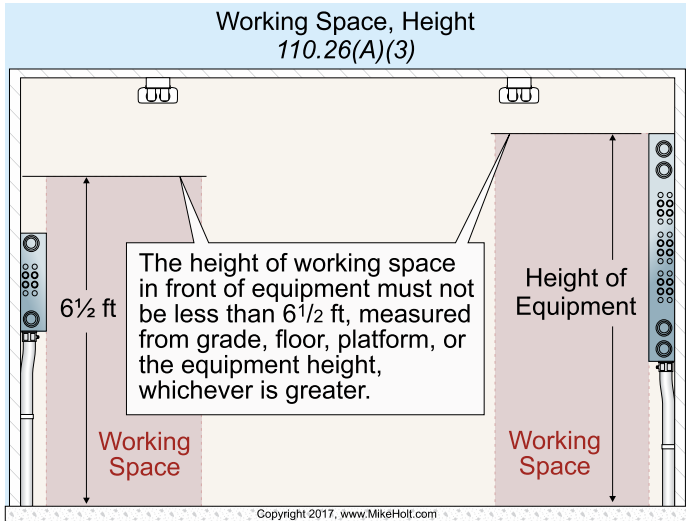 Working Space, Height
110.26(A)(3)
The height of working space
in front of equipment must not
be less than 6 1/2 ft, measured
from grade, floor, platform, or
the equipment height,
whichever is greater.
6½ ft
Height of
Equipment
Working
Space
Working
Space
Copyright 2017, www.MikeHolt.com